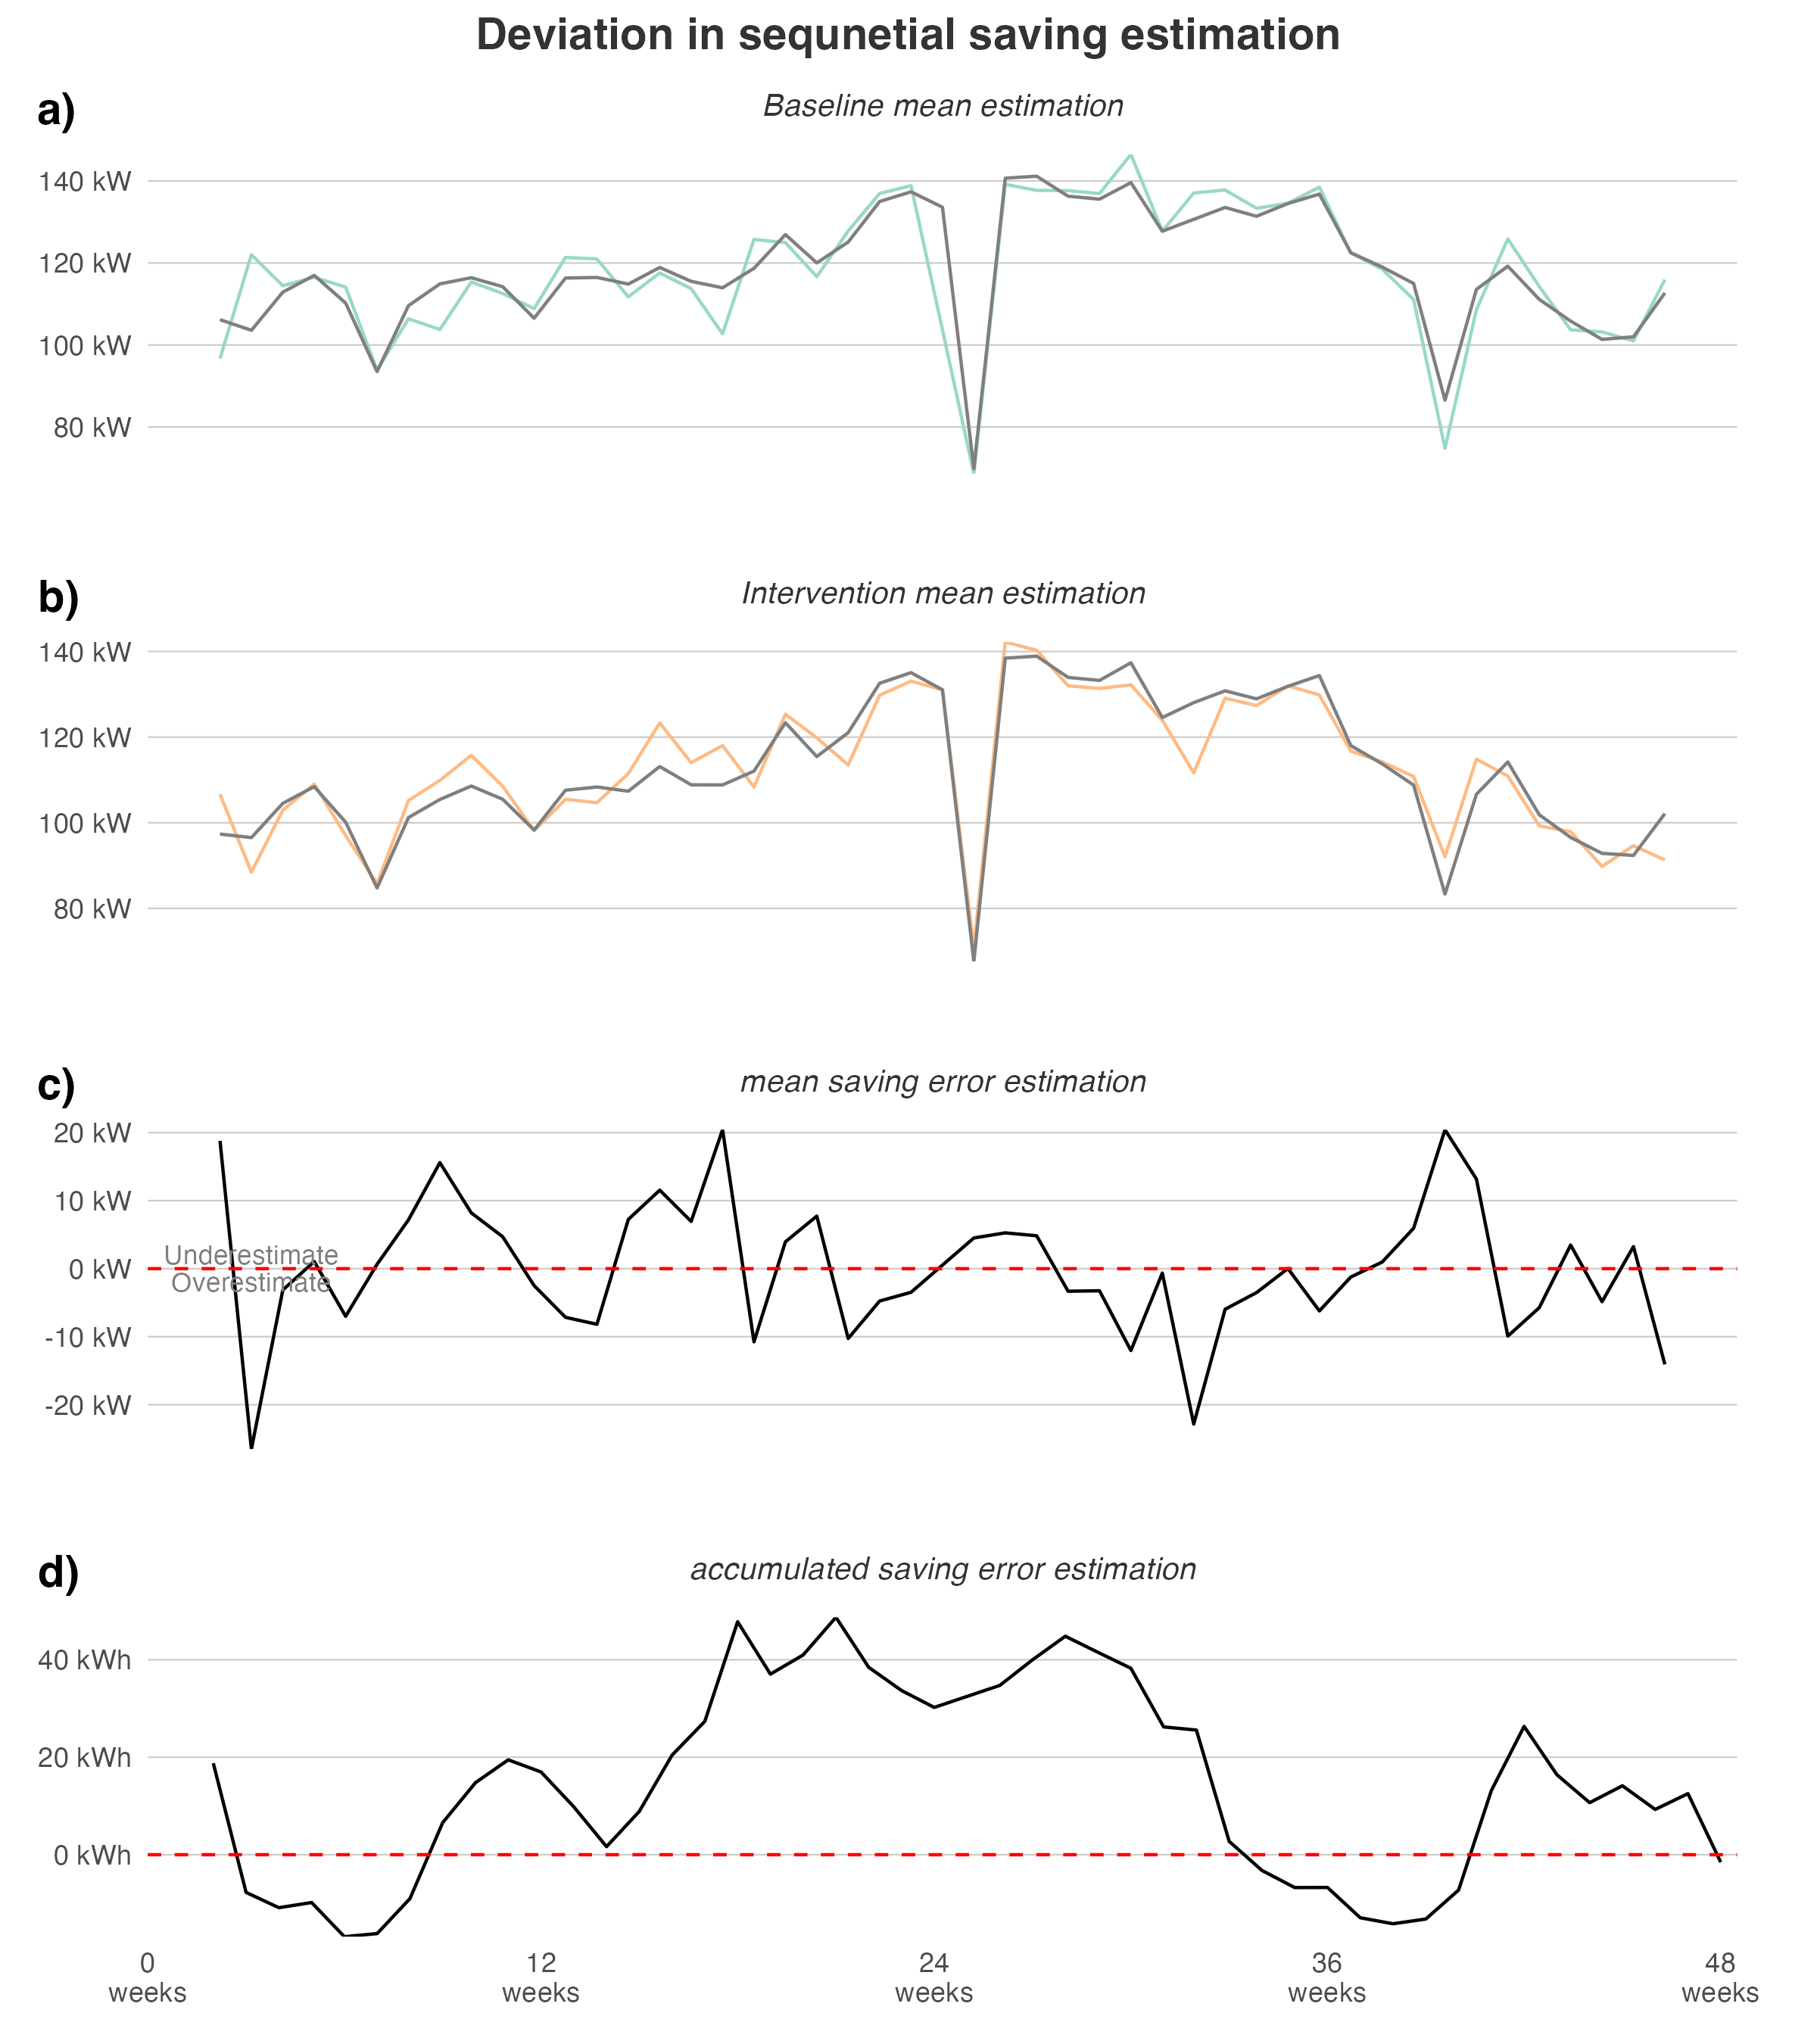 Deviation in sequnetial saving estimation
a)
Baseline mean estimation
140 kW
120 kW
100 kW
80 kW
b)
Intervention mean estimation
140 kW
120 kW
100 kW
80 kW
c)
mean saving error estimation
20 kW
10 kW
Underestimate
0 kW
Overestimate
-10 kW
-20 kW
d)
accumulated saving error estimation
40 kWh
20 kWh
0 kWh
0
weeks
12
weeks
24
weeks
36
weeks
48
weeks